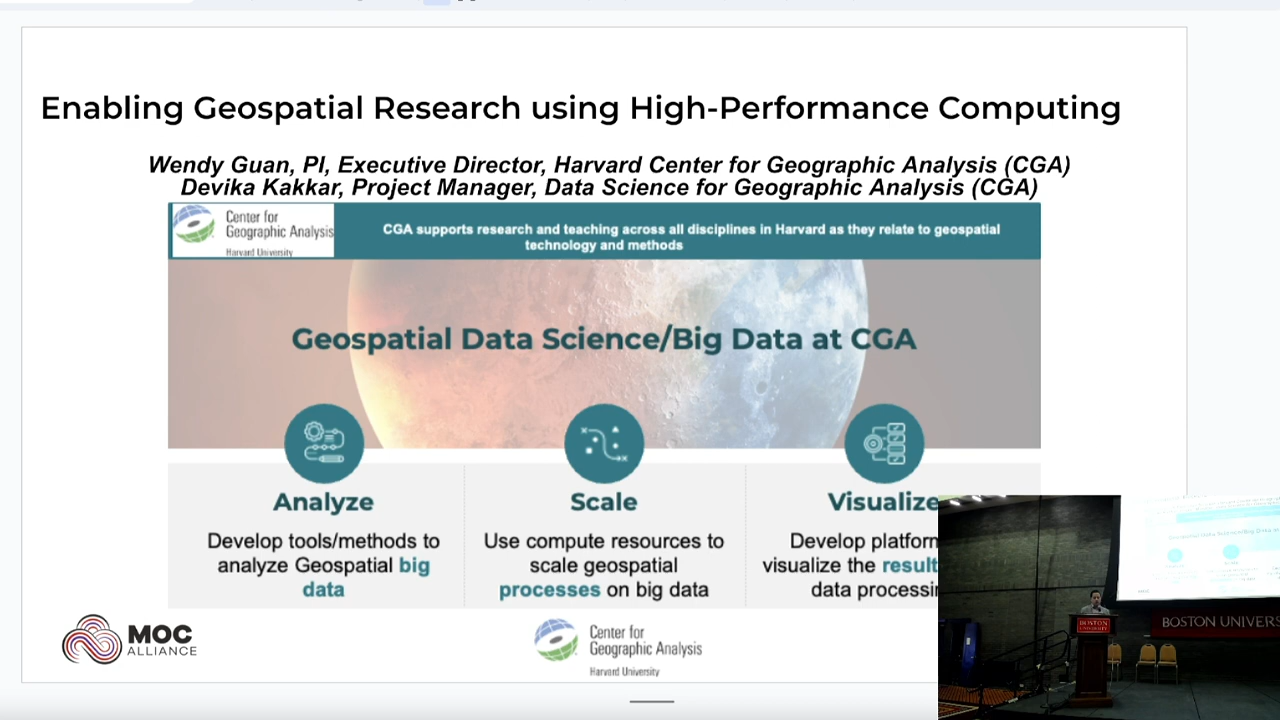 Enabling Geospatial Research using High-Performance Computing
Wendy Guan, PI, Executive Director, Harvard Center for Geographic Analysis (CGA)
Devika Kakkar, Project Manager, Data Science for Geographic Analysis (CGA)
Center for
Geographic Analysis
Harvard University
CGA supports research and teaching across all disciplines in Harvard as they relate to geospatial
technology and methods
Geospatial Data Science/Big Data at CGA
Analyze
Develop tools/methods to
analyze Geospatial big
data
Scale
Use compute resources to
scale geospatial
processes on big data
Visualize
Develop platform
visualize the result
data processin
MOC
ALLIANCE
Center for
Geographic Analysis
Harvard University
BOSTON
UNIVERSITY
BOSTON UNIVERS